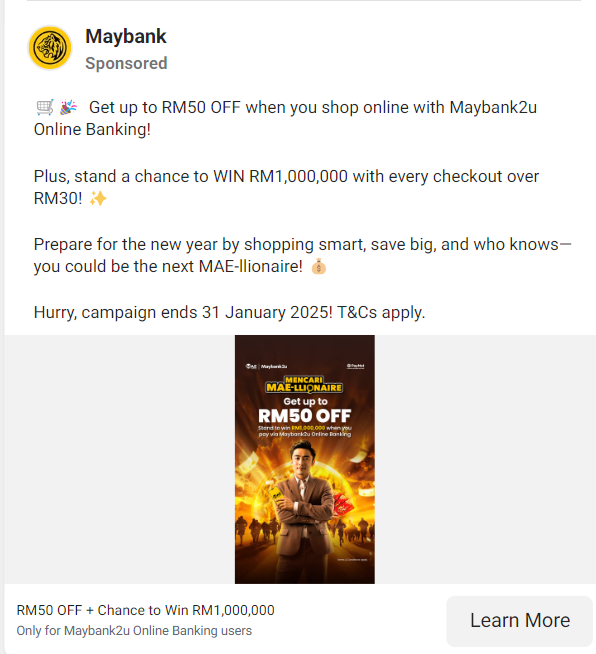 Maybank
Sponsored
🛒 🎉 Get up to RM50 OFF when you shop online with Maybank2u
Online Banking!
Plus, stand a chance to WIN RM1,000,000 with every checkout over
RM30! ✨
Prepare for the new year by shopping smart, save big, and who knows—
you could be the next MAE-llionaire! 💰
Hurry, campaign ends 31 January 2025! T&Cs apply.
Maybank2u
PayNet
MENCARI
MAE-LLIONAIRE
Get up to
RM50 OFF
Stand to win RM1,000,000 when you
pay via Maybank2u Online Banking
RM50 OFF + Chance to Win RM1,000,000
Only for Maybank2u Online Banking users
Learn More